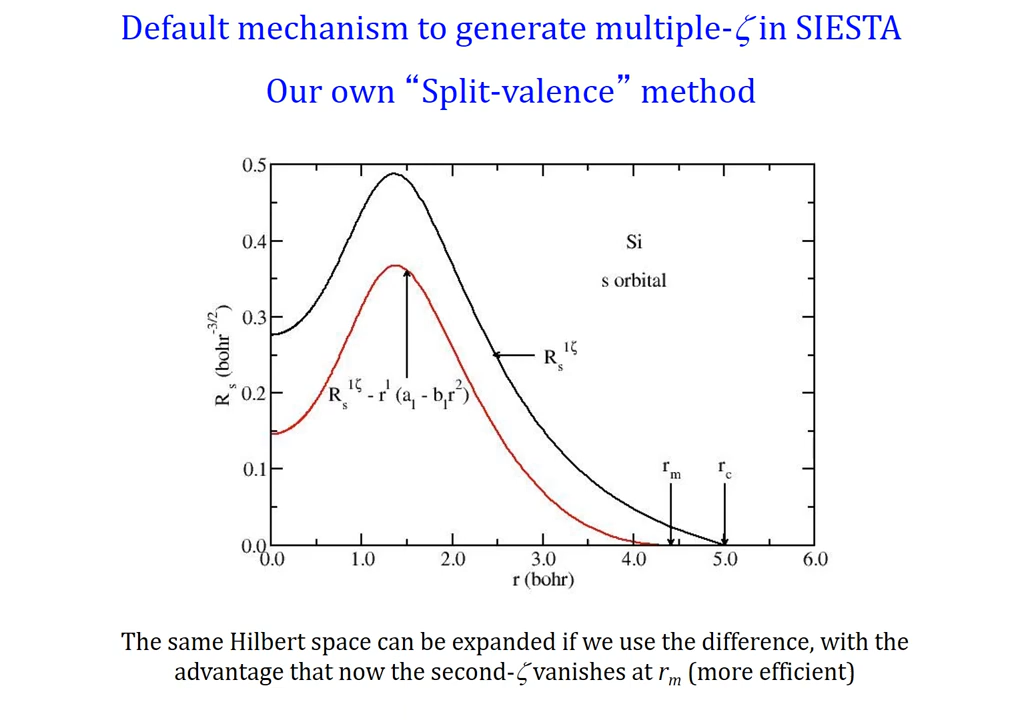 Default mechanism to generate multiple-ζ in SIESTA
Our own “Split-valence” method
0.5
0.4
0.3
0.2
0.1
0.0
R_s (bohr^-3/2)
Si
s orbital
R_s^1ζ
R_s^1ζ - r^l (a_l - b_l r^2)
r_m
r_c
0.0 1.0 2.0 3.0 4.0 5.0 6.0
r (bohr)
The same Hilbert space can be expanded if we use the difference, with the
advantage that now the second-ζ vanishes at r_m (more efficient)